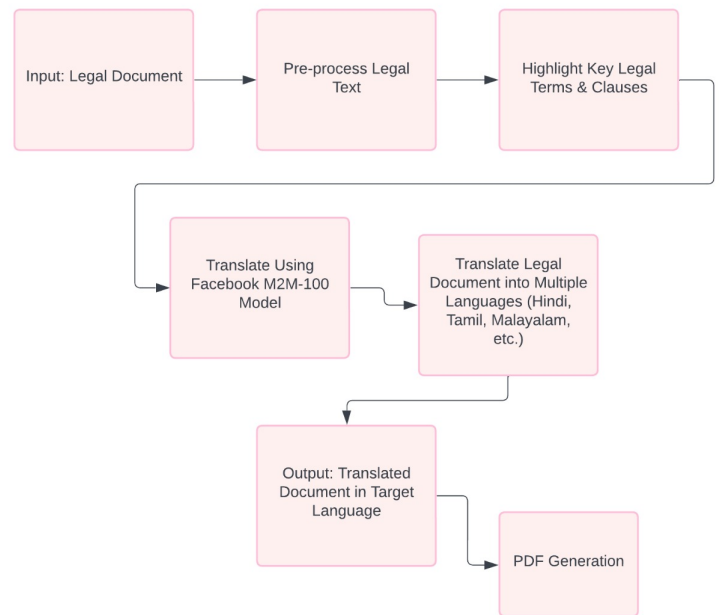 Input: Legal Document
Pre-process Legal
Text
Highlight Key Legal
Terms & Clauses
Translate Using
Facebook M2M-100
Model
Translate Legal
Document into Multiple
Languages (Hindi,
Tamil, Malayalam,
etc.)
Output: Translated
Document in Target
Language
PDF Generation